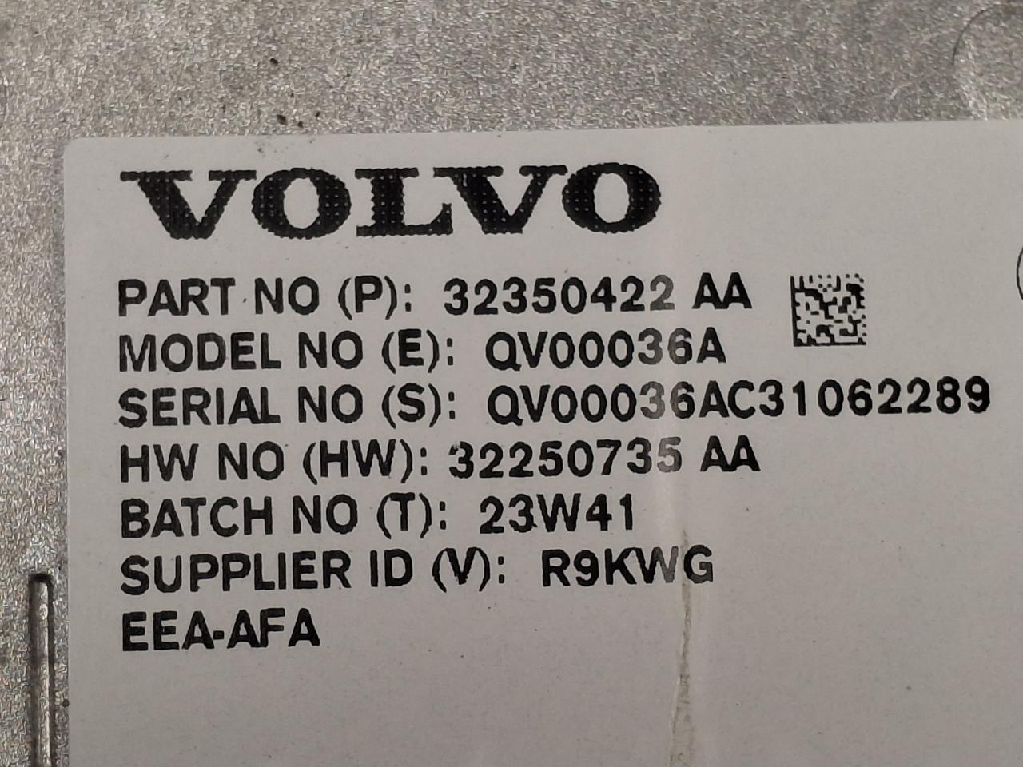 VOLVO
PART NO (P): 32350422 AA
MODEL NO (E): QV00036A
SERIAL NO (S): QV00036AC31062289
HW NO (HW): 32250735 AA
BATCH NO (T): 23W41
SUPPLIER ID (V): R9KWG
EEA-AFA